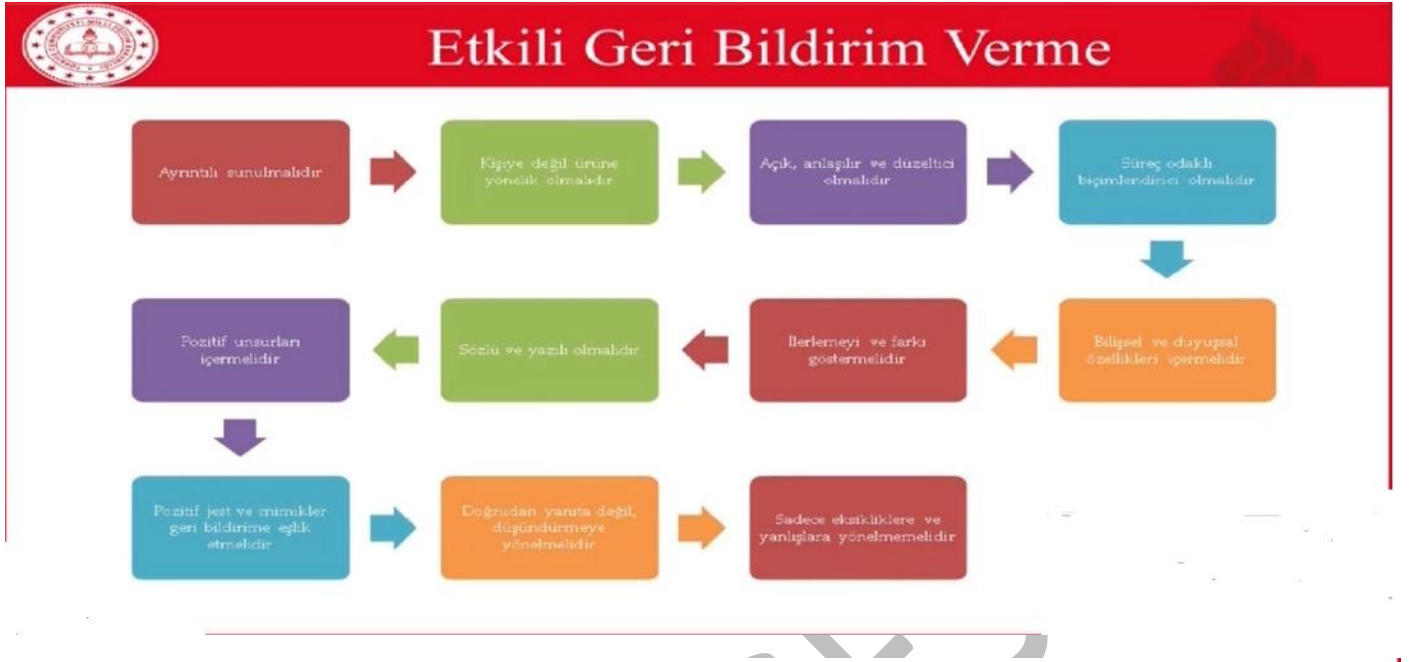 Etkili Geri Bildirim Verme
Ayrıntılı sunulmalıdır
Kişiye değil ürüne
yönelik olmalıdır
Açık, anlaşılır ve düzeltici
olmalıdır
Süreç odaklı
biçimlendirici olmalıdır
Bilişsel ve duyuşsal
özellikleri içermelidir
İlerlemeyi ve farkı
göstermelidir
Sözlü ve yazılı olmalıdır
Pozitif unsurları
içermelidir
Pozitif jest ve mimikler
geri bildirime eşlik
etmelidir
Doğrudan yanıta değil,
düşündürmeye
yönelmelidir
Sadece eksikliklere ve
yanlışlara yönelmemelidir